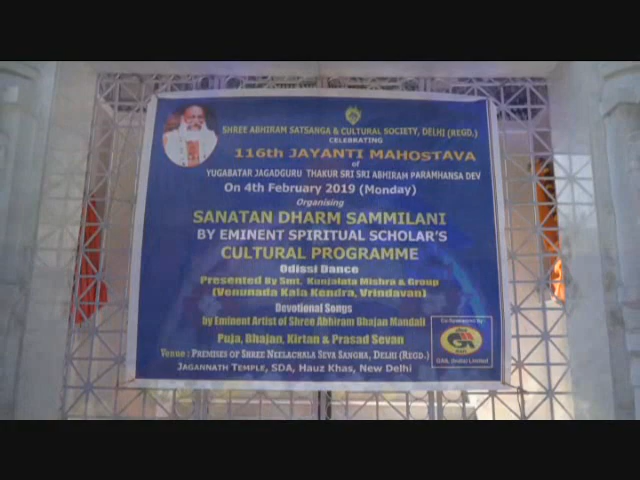 SHREE ABHIRAM SATSANGA & CULTURAL SOCIETY, DELHI (REGD.)
CELEBRATING
116th JAYANTI MAHOSTAVA
of
YUGABATAR JAGADGURU THAKUR SRI SRI ABHIRAM PARAMHANSA DEV
On 4th February 2019 (Monday)
Organising
SANATAN DHARM SAMMILANI
BY EMINENT SPIRITUAL SCHOLAR'S
CULTURAL PROGRAMME
Odissi Dance
Presented By Smt. Kunjalata Mishra & Group
(Venunada Kala Kendra, Vrindavan)
Devotional Songs
by Eminent Artist of Shree Abhiram Bhajan Mandali
Puja, Bhajan, Kirtan & Prasad Sevan
Venue : Premises of Shree Neelachala Seva Sangha, Delhi (Regd.)
Jagannath Temple, SDA, Hauz Khas, New Delhi
Co-Sponsored By:
GAIL (India) Limited